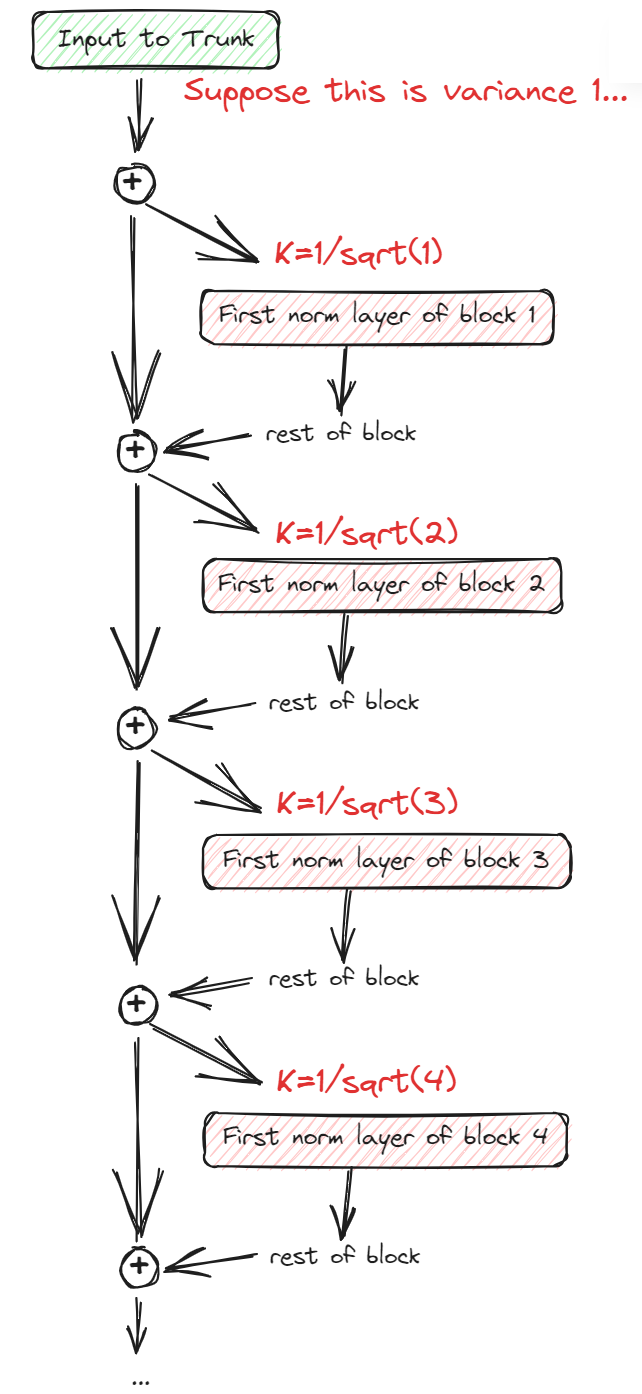 Input to Trunk
Suppose this is variance 1...
+
K=1/sqrt(1)
First norm layer of block 1
rest of block
+
K=1/sqrt(2)
First norm layer of block 2
rest of block
+
K=1/sqrt(3)
First norm layer of block 3
rest of block
+
K=1/sqrt(4)
First norm layer of block 4
rest of block
+
...